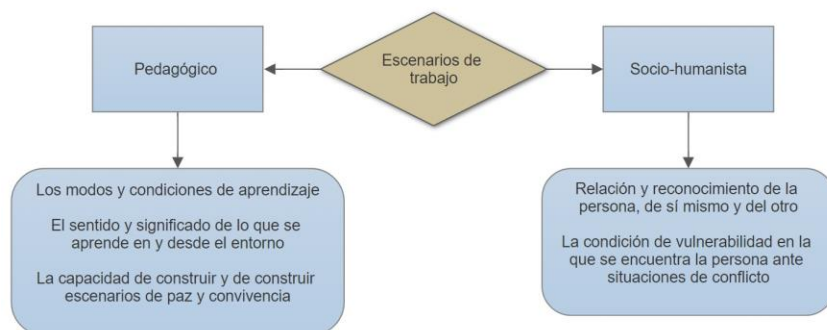 Escenarios de
trabajo
Pedagógico
Socio-humanista
Los modos y condiciones de aprendizaje
El sentido y significado de lo que se
aprende en y desde el entorno
La capacidad de construir y de construir
escenarios de paz y convivencia
Relación y reconocimiento de la
persona, de sí mismo y del otro
La condición de vulnerabilidad en la
que se encuentra la persona ante
situaciones de conflicto